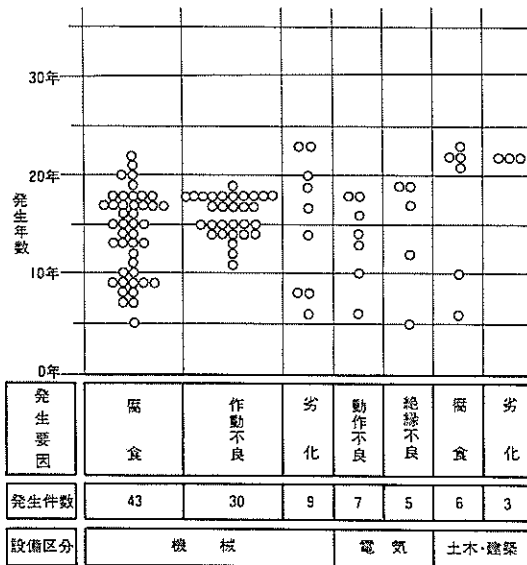 30年
20年
10年
0年
発生年数
発生要因
腐食
作動不良
劣化
動作不良
絶縁不良
腐食
劣化
発生件数 43 30 9 7 5 6 3
設備区分 機械 電気 土木・建築